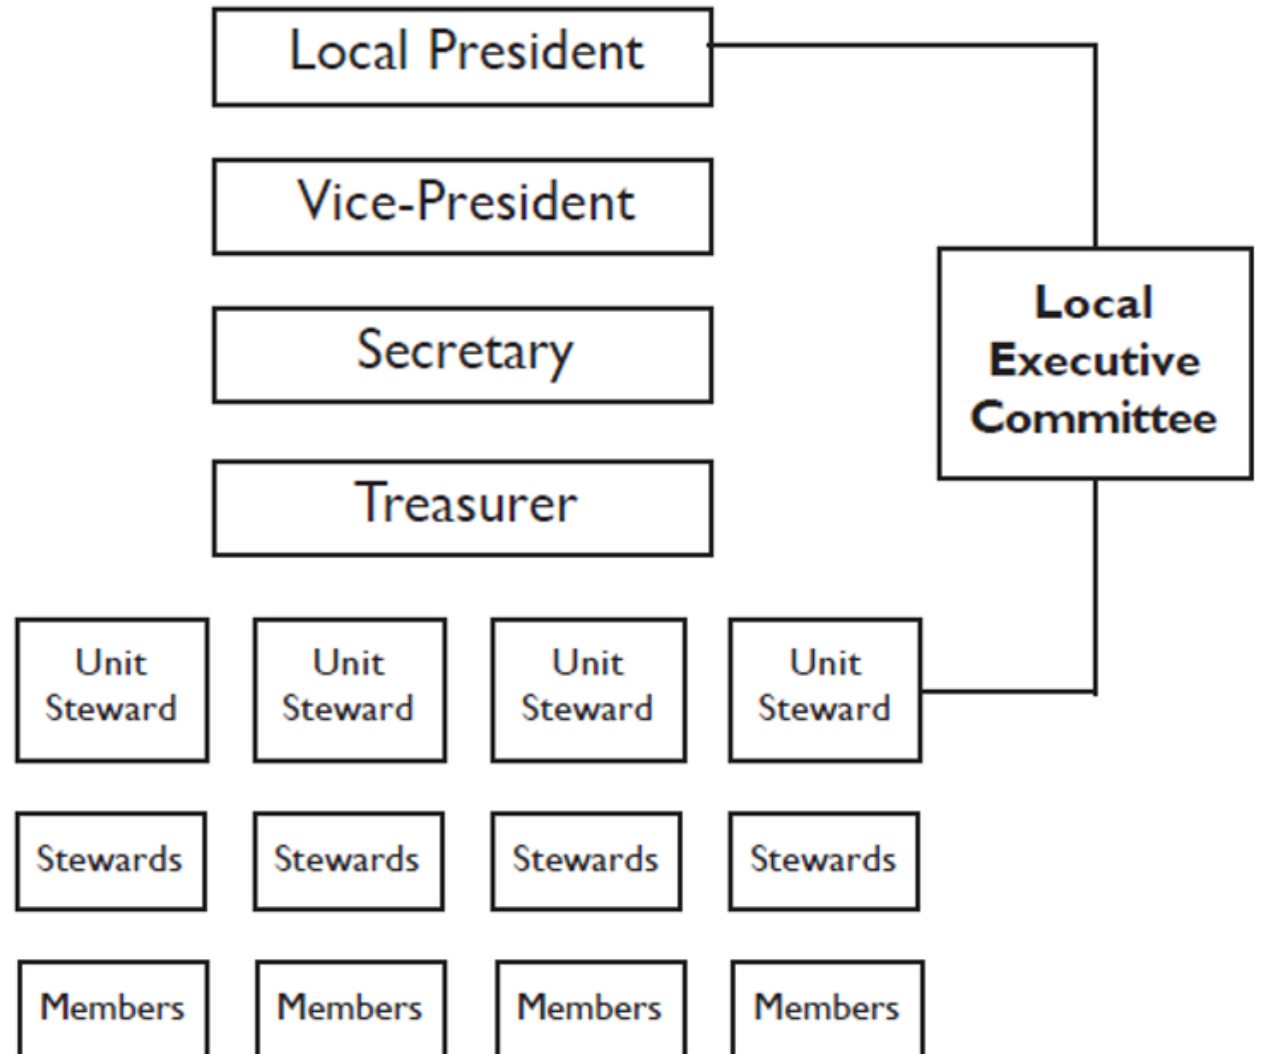 Local President
Vice-President
Secretary
Treasurer
Local
Executive
Committee
Unit
Steward
Unit
Steward
Unit
Steward
Unit
Steward
Stewards
Stewards
Stewards
Stewards
Members
Members
Members
Members